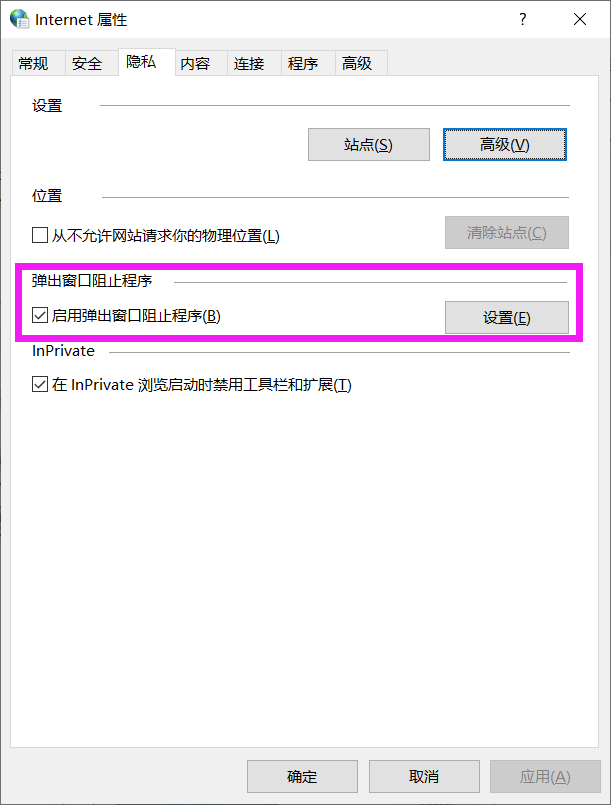 Internet 属性
?
常规 安全 隐私 内容 连接 程序 高级
设置
站点(S) 高级(V)
位置
从不允许网站请求你的物理位置(L) 清除站点(C)
弹出窗口阻止程序
启用弹出窗口阻止程序(B) 设置(E)
InPrivate
在 InPrivate 浏览启动时禁用工具栏和扩展(T)
确定 取消 应用(A)